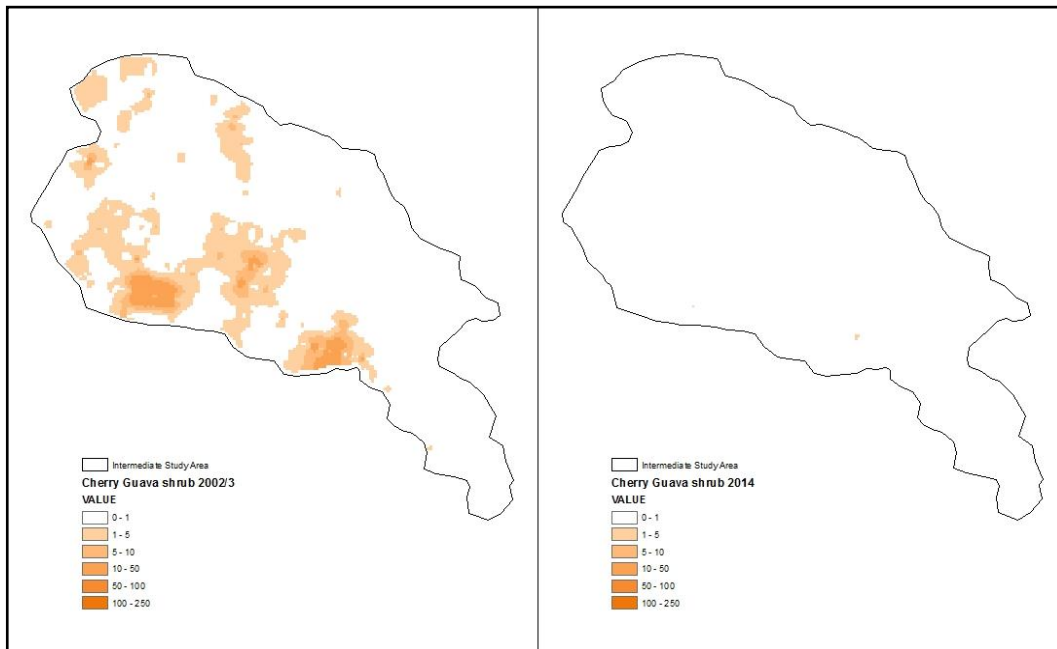 Intermediate Study Area
Cherry Guava shrub 2002/3
VALUE
0 - 1
1 - 5
5 - 10
10 - 50
50 - 100
100 - 250
Intermediate Study Area
Cherry Guava shrub 2014
VALUE
0 - 1
1 - 5
5 - 10
10 - 50
50 - 100
100 - 250